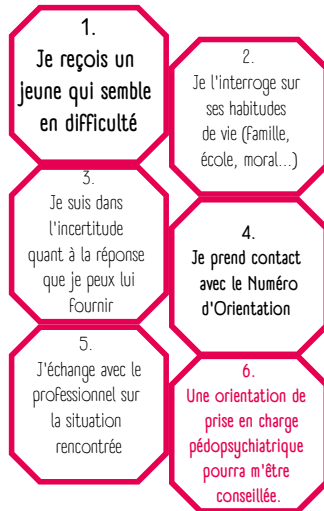 1.
Je reçois un
jeune qui semble
en difficulté
2.
Je l'interroge sur
ses habitudes
de vie (famille,
école, moral...)
3.
Je suis dans
l'incertitude
quant à la réponse
que je peux lui
fournir
4.
Je prend contact
avec le Numéro
d'Orientation
5.
J'échange avec le
professionnel sur
la situation
rencontrée
6.
Une orientation de
prise en charge
pédopsychiatrique
pourra m'être
conseillée.